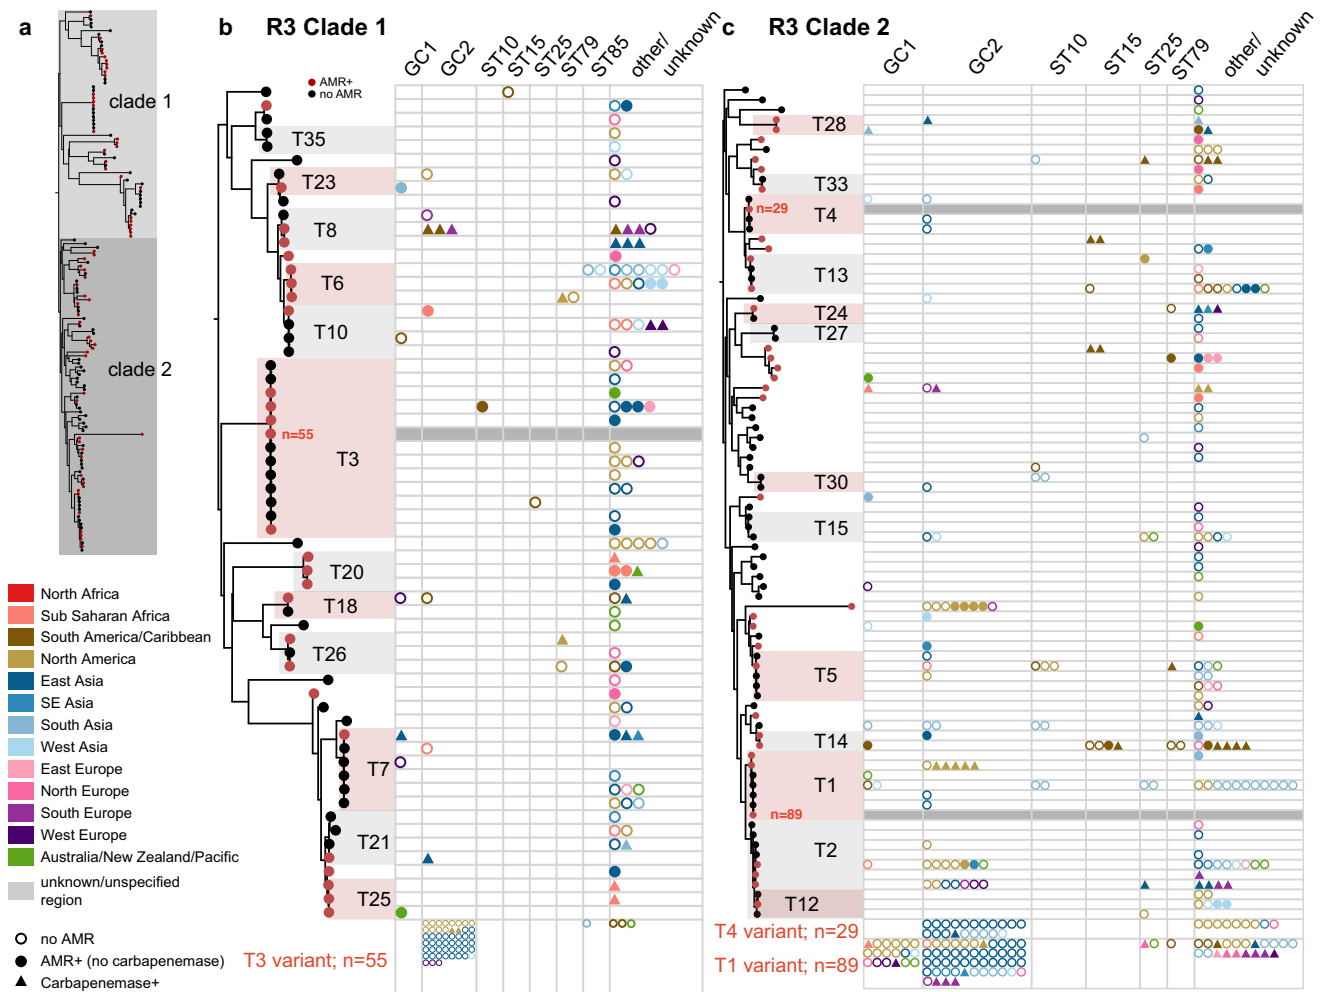 a
clade 1
clade 2
b R3 Clade 1
AMR+
no AMR
GC1
GC2
ST10
ST15
ST25
ST79
ST85
other/
unknown
T35
T23
T8
T6
T10
n=55
T3
T20
T18
T26
T7
T21
T25
T3 variant; n=55
c R3 Clade 2
GC1
GC2
ST10
ST15
ST25
ST79
other/
unknown
T28
T33
n=29
T4
T13
T24
T27
T30
T15
T5
T14
T1
n=89
T2
T12
T4 variant; n=29
T1 variant; n=89
North Africa
Sub Saharan Africa
South America/Caribbean
North America
East Asia
SE Asia
South Asia
West Asia
East Europe
North Europe
South Europe
West Europe
Australia/New Zealand/Pacific
unknown/unspecified
region
no AMR
AMR+ (no carbapenemase)
Carbapenemase+